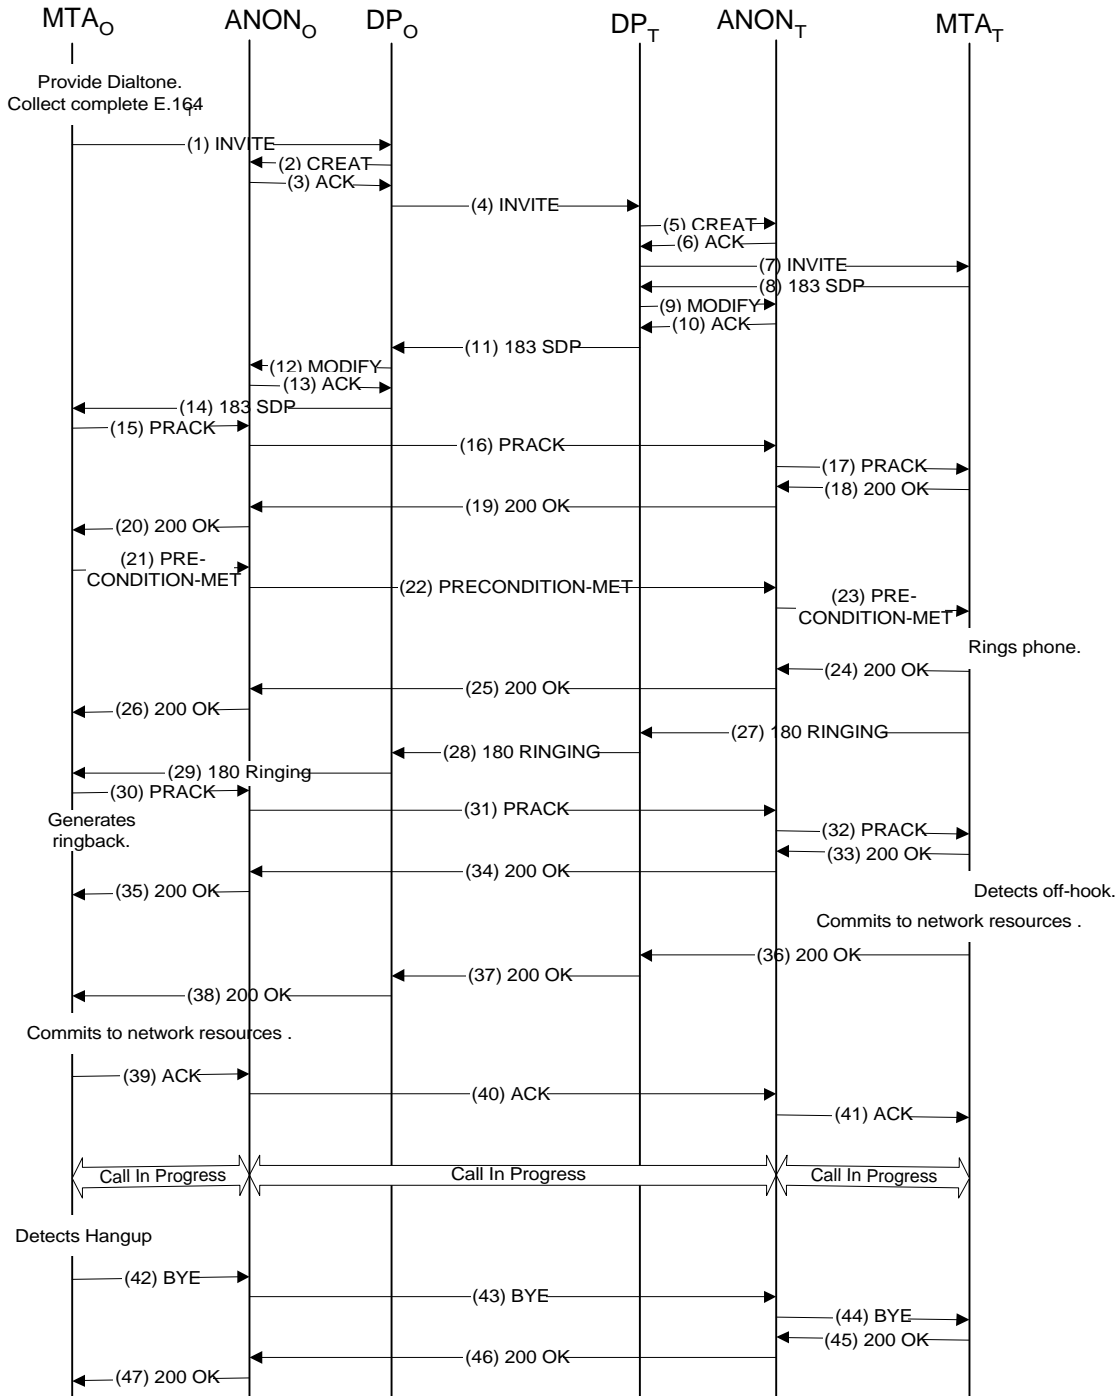 MTAO ANONO DPO DPT ANONT MTAT
Provide Dialtone.
Collect complete E.164T.
(1) INVITE
(2) CREAT
(3) ACK
(4) INVITE
(5) CREAT
(6) ACK
(7) INVITE
(8) 183 SDP
(9) MODIFY
(10) ACK
(11) 183 SDP
(12) MODIFY
(13) ACK
(14) 183 SDP
(15) PRACK
(16) PRACK
(17) PRACK
(18) 200 OK
(19) 200 OK
(20) 200 OK
(21) PRE-
CONDITION-MET
(22) PRECONDITION-MET
(23) PRE-
CONDITION-MET
Rings phone.
(24) 200 OK
(25) 200 OK
(26) 200 OK
(27) 180 RINGING
(28) 180 RINGING
(29) 180 Ringing
(30) PRACK
(31) PRACK
Generates
ringback.
(32) PRACK
(33) 200 OK
(34) 200 OK
(35) 200 OK
Detects off-hook.
Commits to network resources .
(36) 200 OK
(37) 200 OK
(38) 200 OK
Commits to network resources .
(39) ACK
(40) ACK
(41) ACK
Call In Progress Call In Progress Call In Progress
Detects Hangup
(42) BYE
(43) BYE
(44) BYE
(45) 200 OK
(46) 200 OK
(47) 200 OK